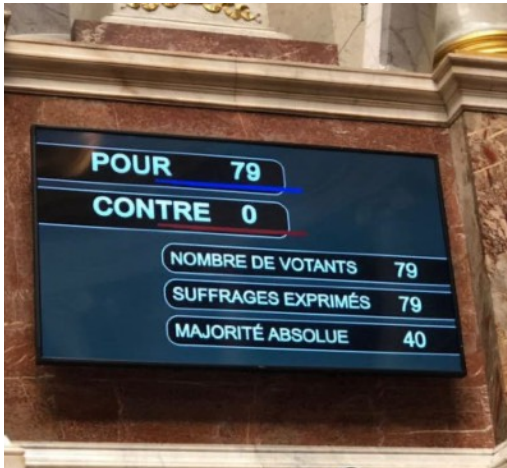 POUR 79
CONTRE 0
NOMBRE DE VOTANTS 79
SUFFRAGES EXPRIMÉS 79
MAJORITÉ ABSOLUE 40